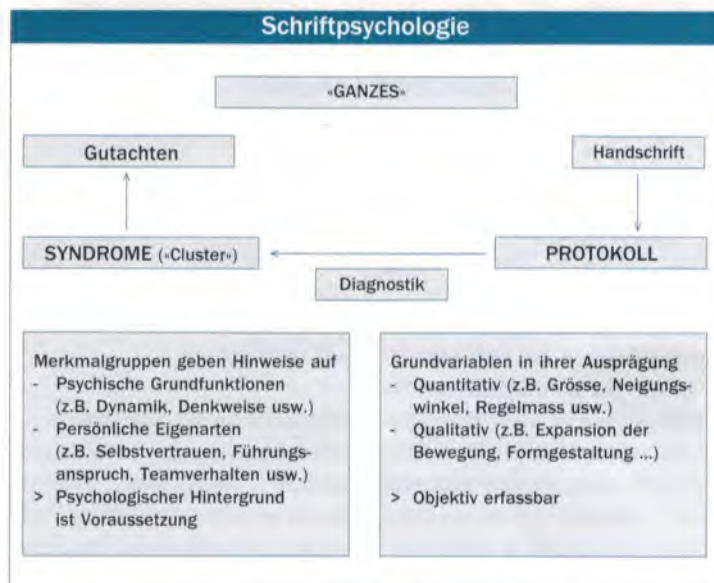 Schriftpsychologie
«GANZES»
Gutachten
Handschrift
SYNDROME («Cluster»)
PROTOKOLL
Diagnostik
Merkmalgruppen geben Hinweise auf
- Psychische Grundfunktionen
(z.B. Dynamik, Denkweise usw.)
- Persönliche Eigenarten
(z.B. Selbstvertrauen, Führungs-
anspruch, Teamverhalten usw.)
> Psychologischer Hintergrund
ist Voraussetzung
Grundvariablen in ihrer Ausprägung
- Quantitativ (z.B. Grösse, Neigungs-
winkel, Regelmass usw.)
- Qualitativ (z.B. Expansion der
Bewegung, Formgestaltung ...)
> Objektiv erfassbar